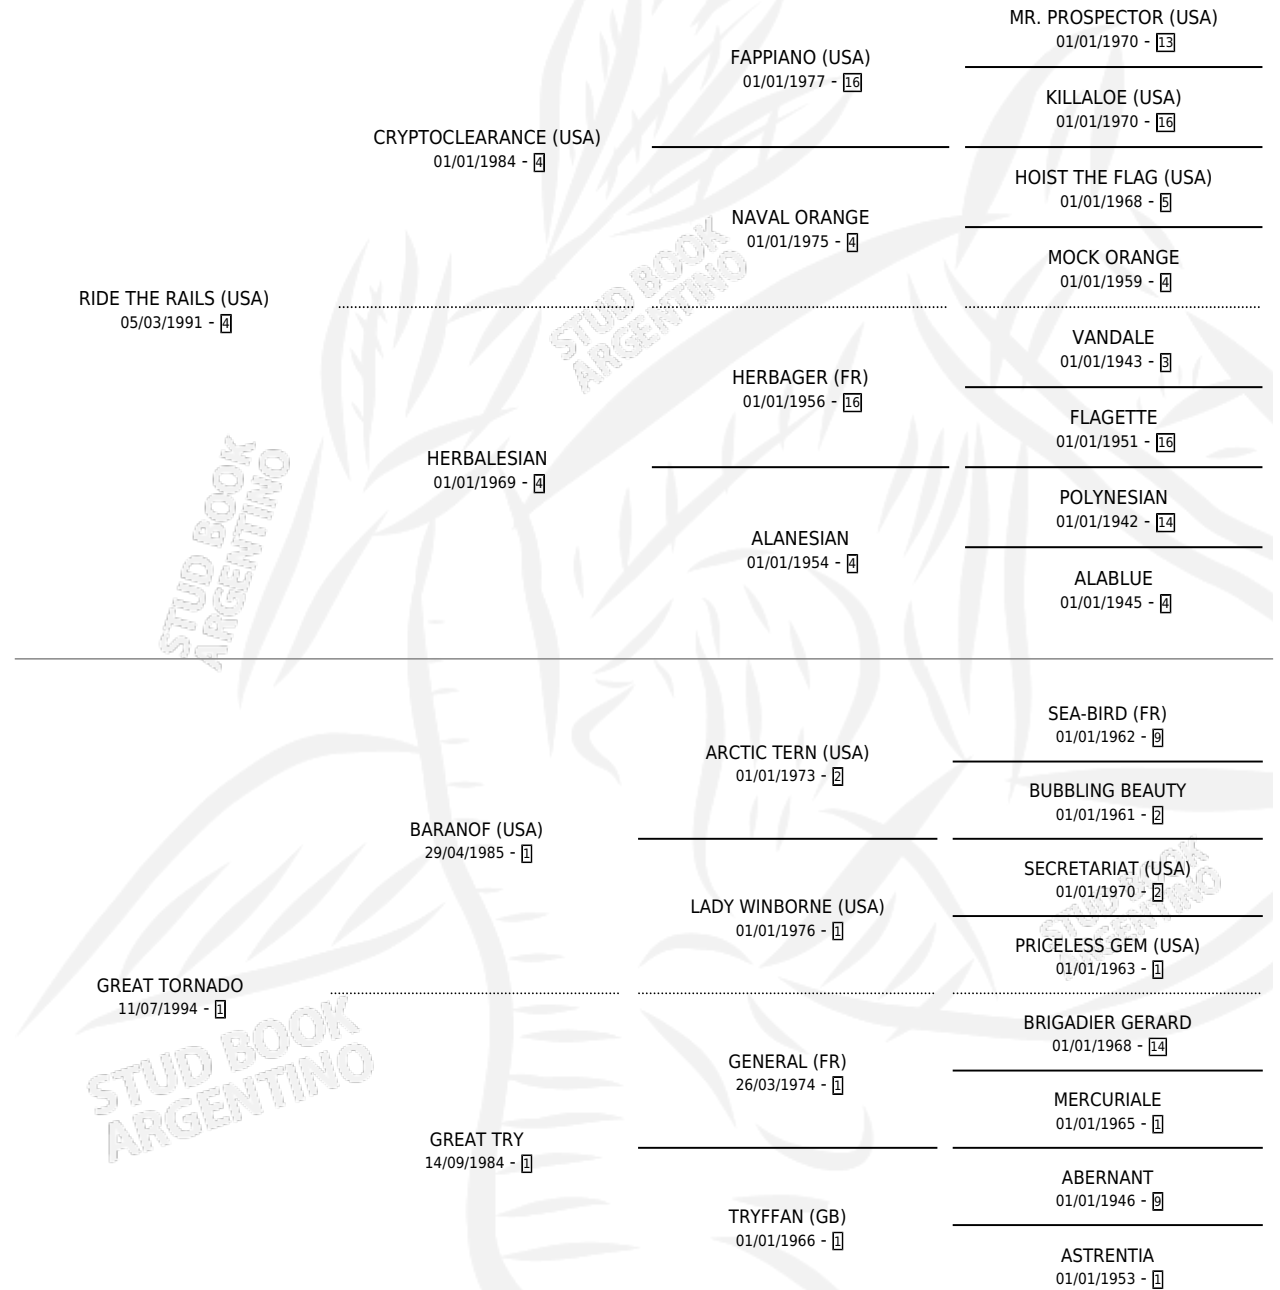 MR. PROSPECTOR (USA)
01/01/1970 - 13
FAPPIANO (USA)
01/01/1977 - 16
KILLALOE (USA)
01/01/1970 - 16
CRYPTOCLEARANCE (USA)
01/01/1984 - 4
HOIST THE FLAG (USA)
01/01/1968 - 5
NAVAL ORANGE
01/01/1975 - 4
MOCK ORANGE
01/01/1959 - 4
RIDE THE RAILS (USA)
05/03/1991 - 4
VANDALE
01/01/1943 - 3
HERBAGER (FR)
01/01/1956 - 16
FLAGETTE
01/01/1951 - 16
HERBALESIAN
01/01/1969 - 4
POLYNESIAN
01/01/1942 - 14
ALANESIAN
01/01/1954 - 4
ALABLUE
01/01/1945 - 4
STUD BOOK
ARGENTINO
STUD BOOK
ARGENTINO
SEA-BIRD (FR)
01/01/1962 - 9
ARCTIC TERN (USA)
01/01/1973 - 2
BUBBLING BEAUTY
01/01/1961 - 2
BARANOF (USA)
29/04/1985 - 1
SECRETARIAT (USA)
01/01/1970 - 2
LADY WINBORNE (USA)
01/01/1976 - 1
PRICELESS GEM (USA)
01/01/1963 - 1
STUD BOOK
ARGENTINO
GREAT TORNADO
11/07/1994 - 1
BRIGADIER GERARD
01/01/1968 - 14
GENERAL (FR)
26/03/1974 - 1
MERCURIALE
01/01/1965 - 1
GREAT TRY
14/09/1984 - 1
ABERNANT
01/01/1946 - 9
TRYFFAN (GB)
01/01/1966 - 1
ASTRENTIA
01/01/1953 - 1
STUD BOOK
ARGENTINO